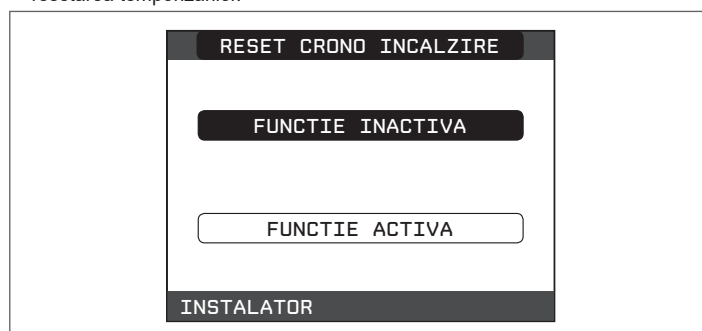 RESET CRONO INCALZIRE
FUNCTIE INACTIVA
FUNCTIE ACTIVA
INSTALATOR